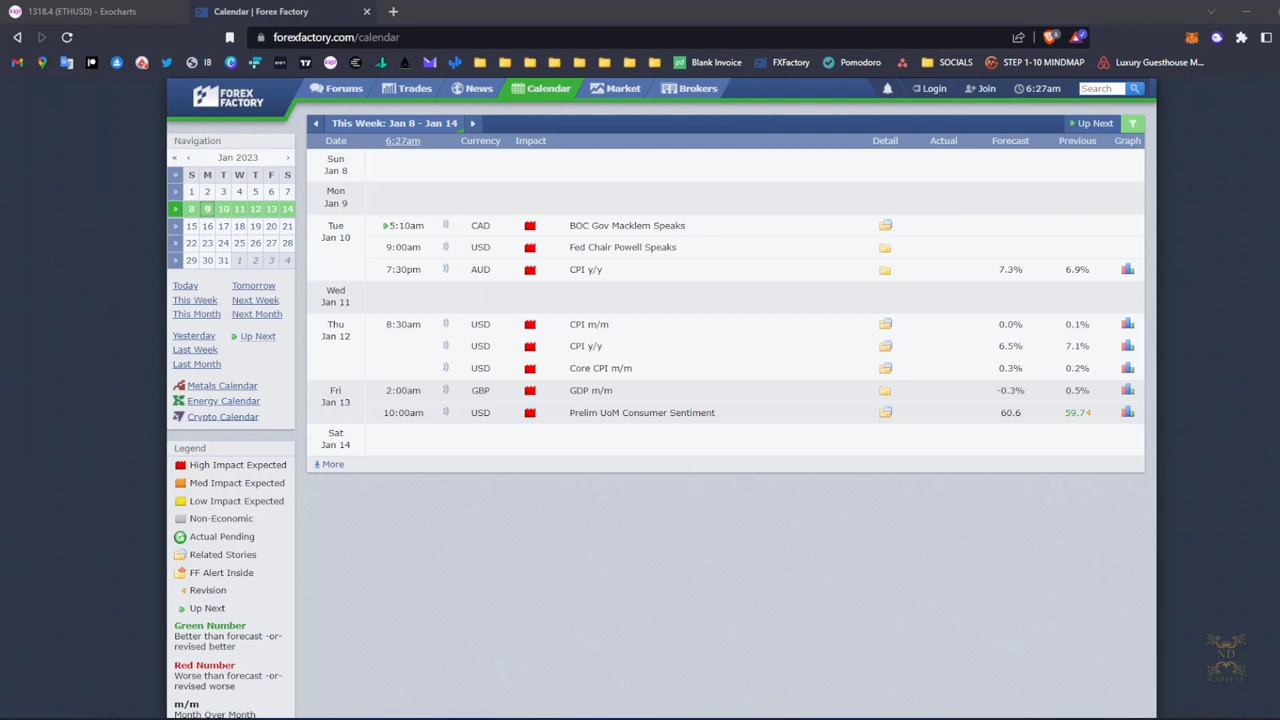 1318.4 (ETHUSD) – Exocharts
Calendar | Forex Factory
forexfactory.com/calendar
IB
Blank Invoice
FXFactory
Pomodoro
SOCIALS
STEP 1-10 MINDMAP
Luxury Guesthouse M...
FOREX FACTORY
Forums
Trades
News
Calendar
Market
Brokers
Login
Join
6:27am
Search
Navigation
« ‹ Jan 2023 ›
S M T W T F S
1 2 3 4 5 6 7
8 9 10 11 12 13 14
15 16 17 18 19 20 21
22 23 24 25 26 27 28
29 30 31 1 2 3 4
Today Tomorrow
This Week Next Week
This Month Next Month
Yesterday Up Next
Last Week
Last Month
Metals Calendar
Energy Calendar
Crypto Calendar
Legend
High Impact Expected
Med Impact Expected
Low Impact Expected
Non-Economic
Actual Pending
Related Stories
FF Alert Inside
Revision
Up Next
Green Number
Better than forecast -or-
revised better
Red Number
Worse than forecast -or-
revised worse
m/m
Month Over Month
This Week: Jan 8 - Jan 14
Up Next
Date 6:27am Currency Impact Detail Actual Forecast Previous Graph
Sun
Jan 8
Mon
Jan 9
Tue
Jan 10
5:10am CAD BOC Gov Macklem Speaks
9:00am USD Fed Chair Powell Speaks
7:30pm AUD CPI y/y 7.3% 6.9%
Wed
Jan 11
Thu
Jan 12
8:30am USD CPI m/m 0.0% 0.1%
USD CPI y/y 6.5% 7.1%
USD Core CPI m/m 0.3% 0.2%
Fri
Jan 13
2:00am GBP GDP m/m -0.3% 0.5%
10:00am USD Prelim UoM Consumer Sentiment 60.6 59.7
Sat
Jan 14
More
ND
CAPITAL